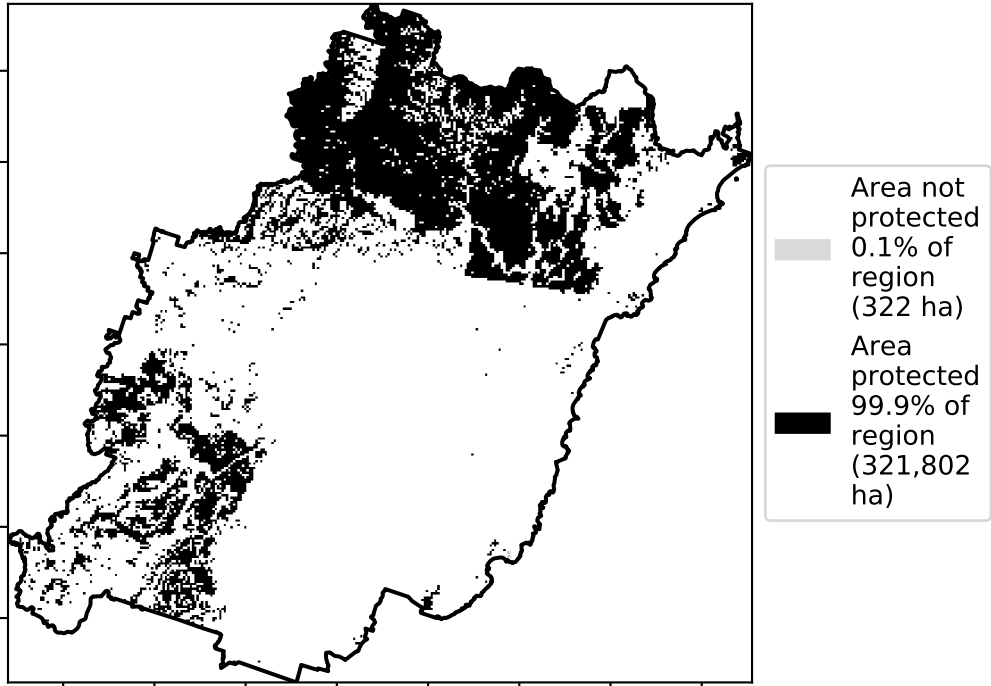 Area not
protected
0.1% of
region
(322 ha)
Area
protected
99.9% of
region
(321,802
ha)